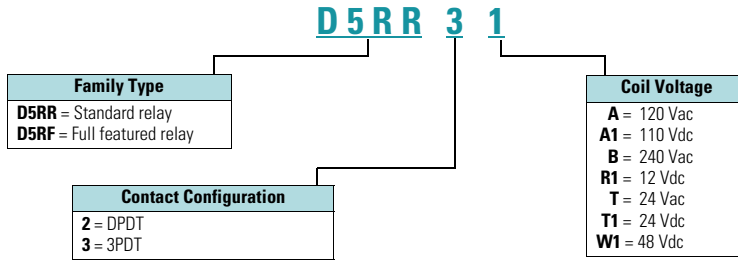 D5RR 3 1
Family Type
D5RR = Standard relay
D5RF = Full featured relay
Contact Configuration
2 = DPDT
3 = 3PDT
Coil Voltage
A = 120 Vac
A1 = 110 Vdc
B = 240 Vac
R1 = 12 Vdc
T = 24 Vac
T1 = 24 Vdc
W1 = 48 Vdc